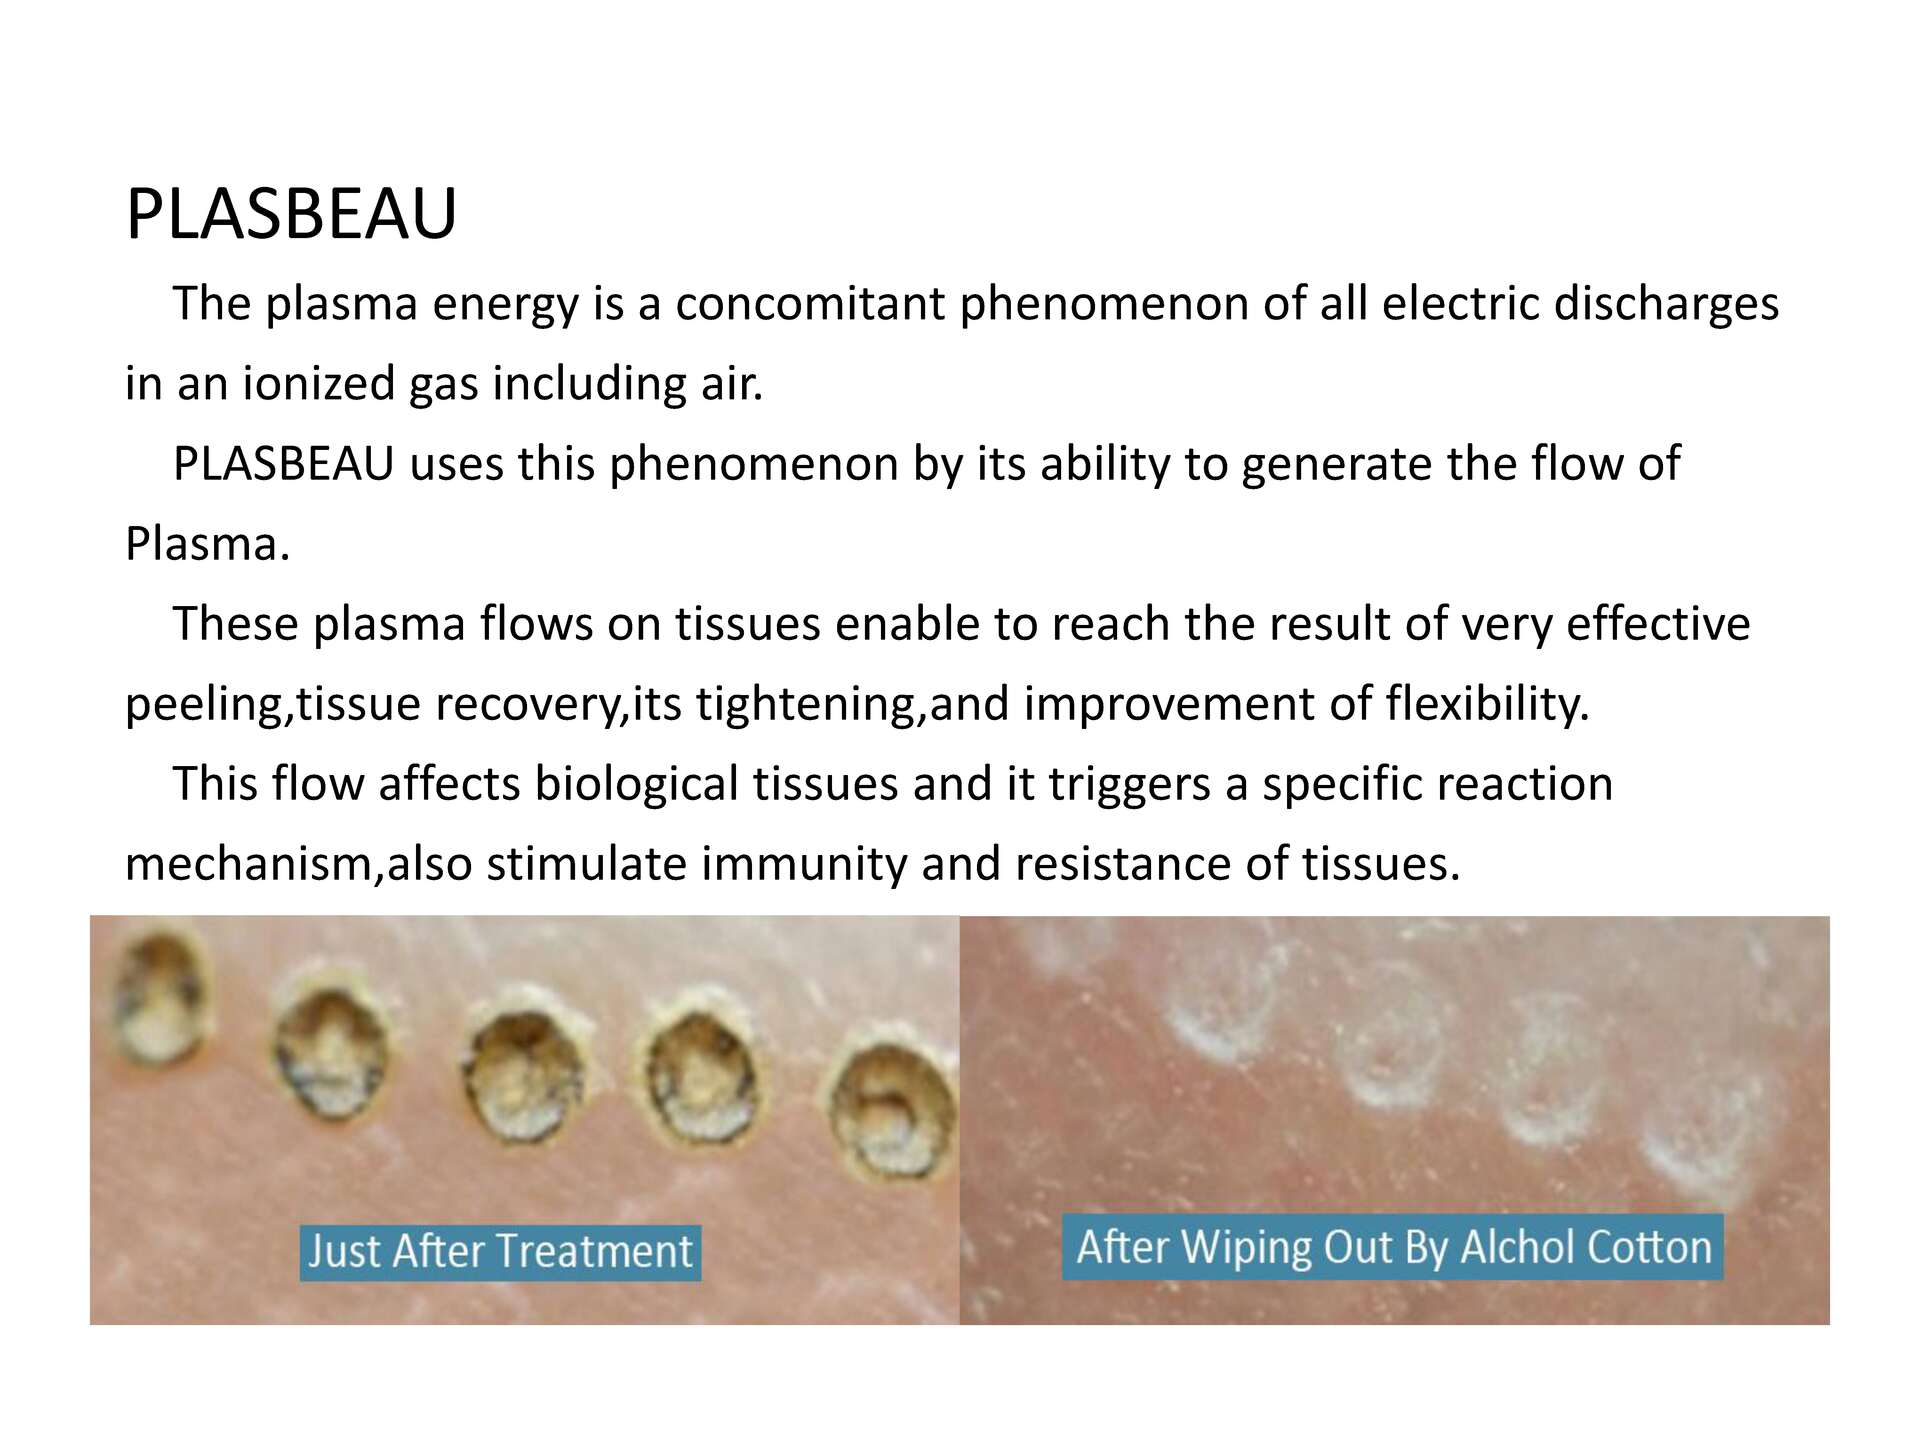 PLASBEAU
The plasma energy is a concomitant phenomenon of all electric discharges
in an ionized gas including air.
PLASBEAU uses this phenomenon by its ability to generate the flow of
Plasma.
These plasma flows on tissues enable to reach the result of very effective
peeling,tissue recovery,its tightening,and improvement of flexibility.
This flow affects biological tissues and it triggers a specific reaction
mechanism,also stimulate immunity and resistance of tissues.
Just After Treatment
After Wiping Out By Alchol Cotton